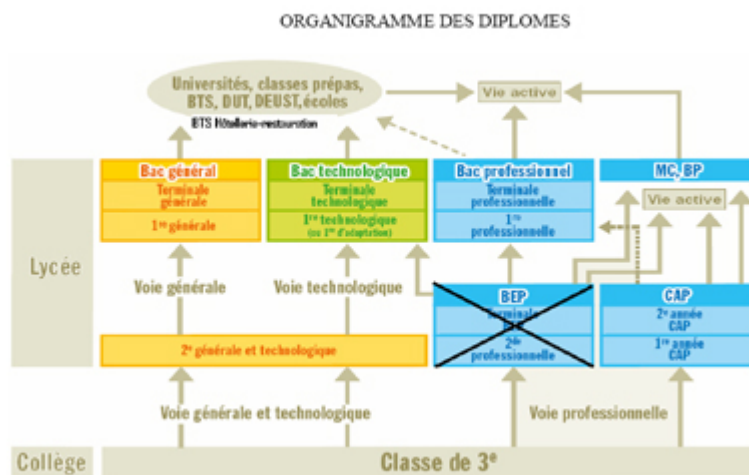 ORGANIGRAMME DES DIPLOMES
Universités, classes prépas,
BTS, DUT, DEUST, écoles
BTS Hôtellerie-restauration
Vie active
Bac général
Terminale
générale
1re générale
Bac technologique
Terminale
technologique
1re technologique
(ou 1re d'adaptation)
Bac professionnel
Terminale
professionnelle
1re
professionnelle
MC, BP
Vie active
Lycée
Voie générale
Voie technologique
BEP
Terminale
2de
professionnelle
CAP
2e année
CAP
1re année
CAP
2e générale et technologique
Voie générale et technologique
Voie professionnelle
Collège
Classe de 3e